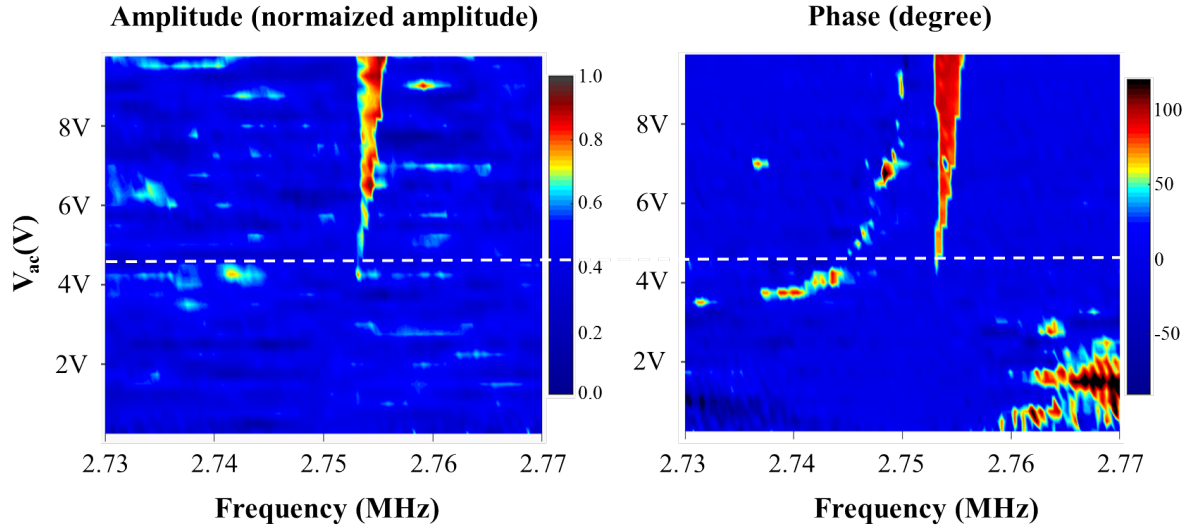 Amplitude (normaized amplitude)
Phase (degree)
V_ac(V)
8V
6V
4V
2V
2.73
2.74
2.75
2.76
2.77
Frequency (MHz)
1.0
0.8
0.6
0.4
0.2
0.0
8V
6V
4V
2V
2.73
2.74
2.75
2.76
2.77
Frequency (MHz)
100
50
0
-50